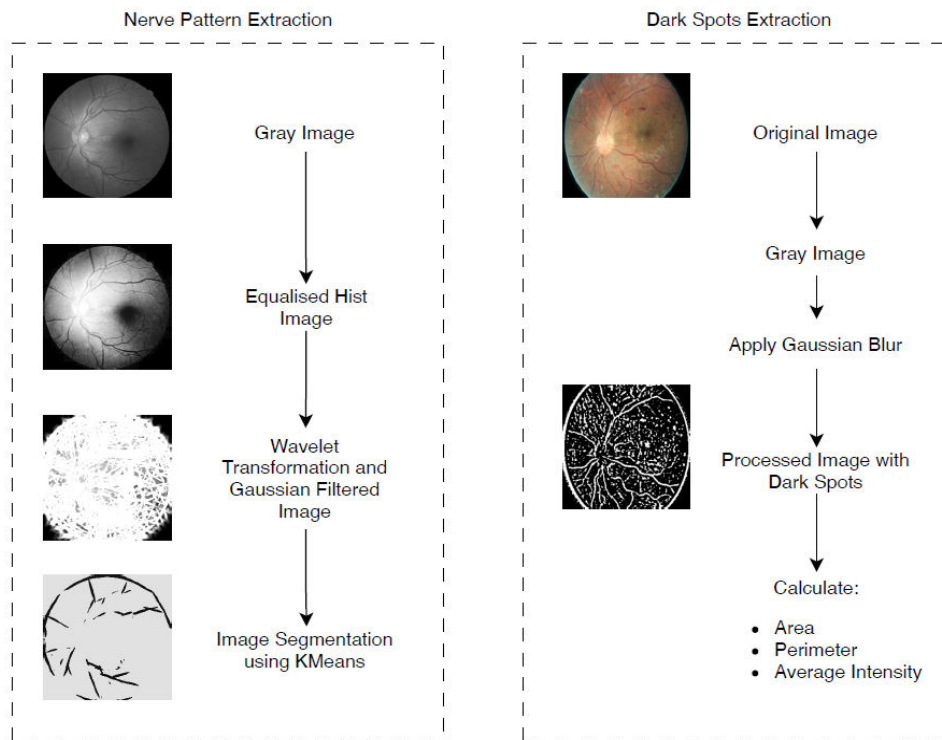 Nerve Pattern Extraction
Gray Image
Equalised Hist
Image
Wavelet
Transformation and
Gaussian Filtered
Image
Image Segmentation
using KMeans
Dark Spots Extraction
Original Image
Gray Image
Apply Gaussian Blur
Processed Image with
Dark Spots
Calculate:
• Area
• Perimeter
• Average Intensity